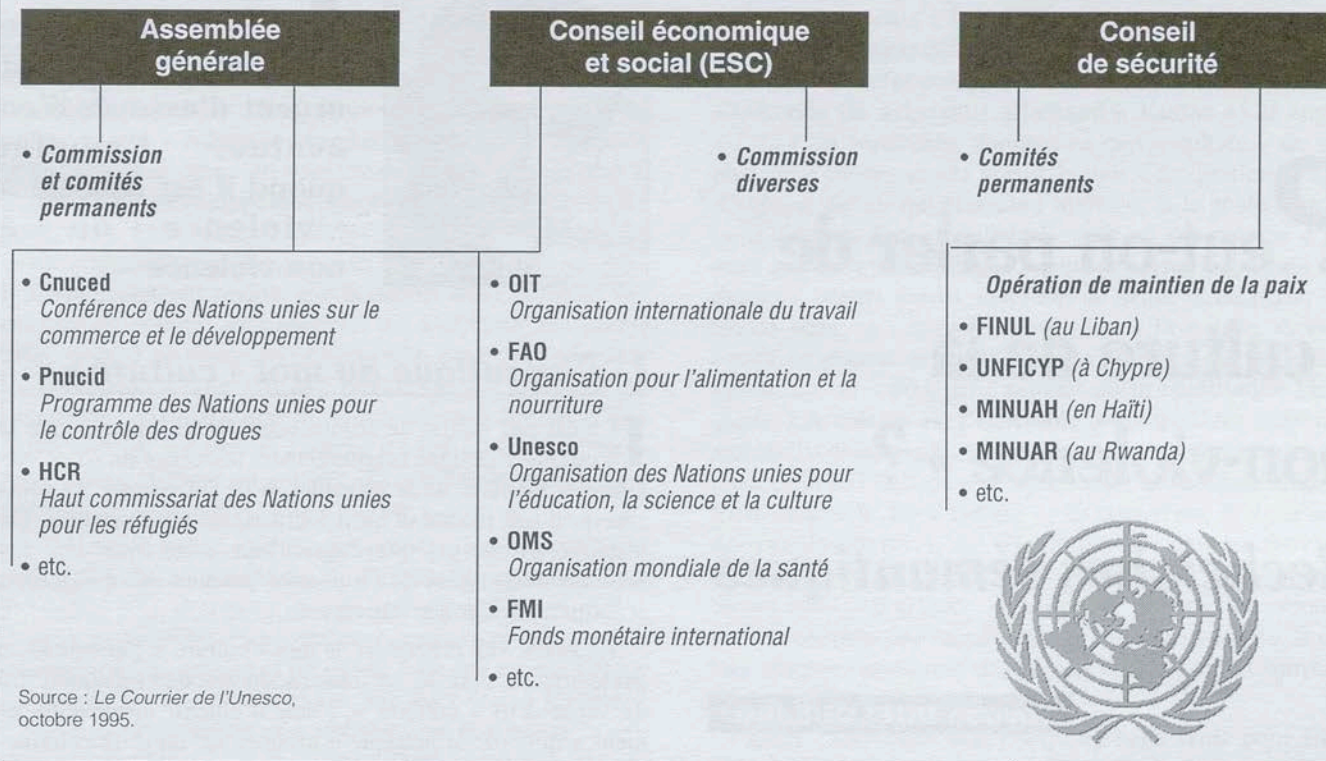 Assemblée
générale
Conseil économique
et social (ESC)
Conseil
de sécurité
• Commission
et comités
permanents
• Commission
diverses
• Comités
permanents
• Cnuced
Conférence des Nations unies sur le
commerce et le développement
• Pnucid
Programme des Nations unies pour
le contrôle des drogues
• HCR
Haut commissariat des Nations unies
pour les réfugiés
• etc.
• OIT
Organisation internationale du travail
• FAO
Organisation pour l'alimentation et la
nourriture
• Unesco
Organisation des Nations unies pour
l'éducation, la science et la culture
• OMS
Organisation mondiale de la santé
• FMI
Fonds monétaire international
• etc.
Opération de maintien de la paix
• FINUL (au Liban)
• UNFICYP (à Chypre)
• MINUAH (en Haïti)
• MINUAR (au Rwanda)
• etc.
Source : Le Courrier de l'Unesco,
octobre 1995.